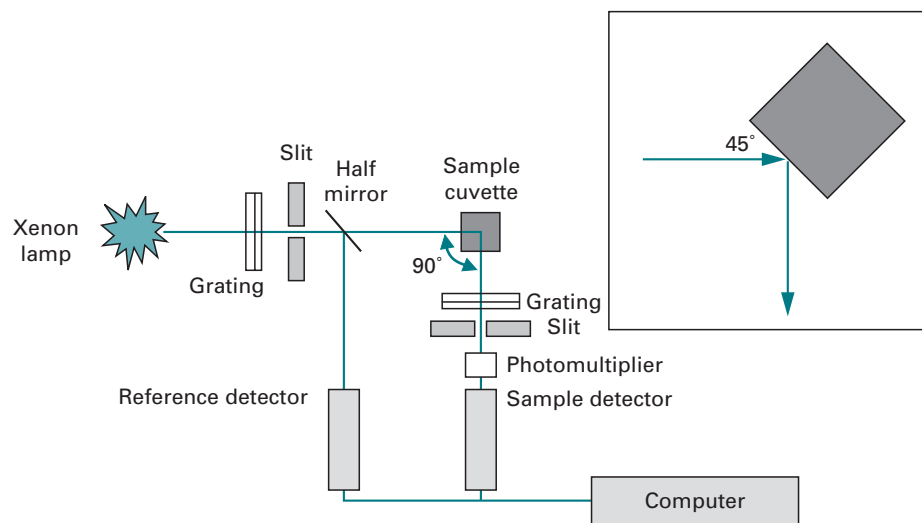 45°
Slit
Half
mirror
Sample
cuvette
Xenon
lamp
90°
Grating
Grating
Slit
Photomultiplier
Reference detector
Sample detector
Computer